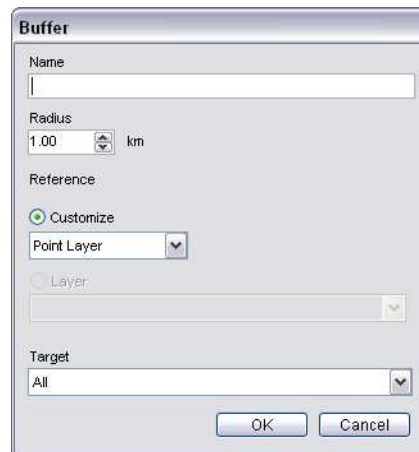 Buffer
Name
Radius
1.00 km
Reference
Customize
Point Layer
Layer
Target
All
OK Cancel